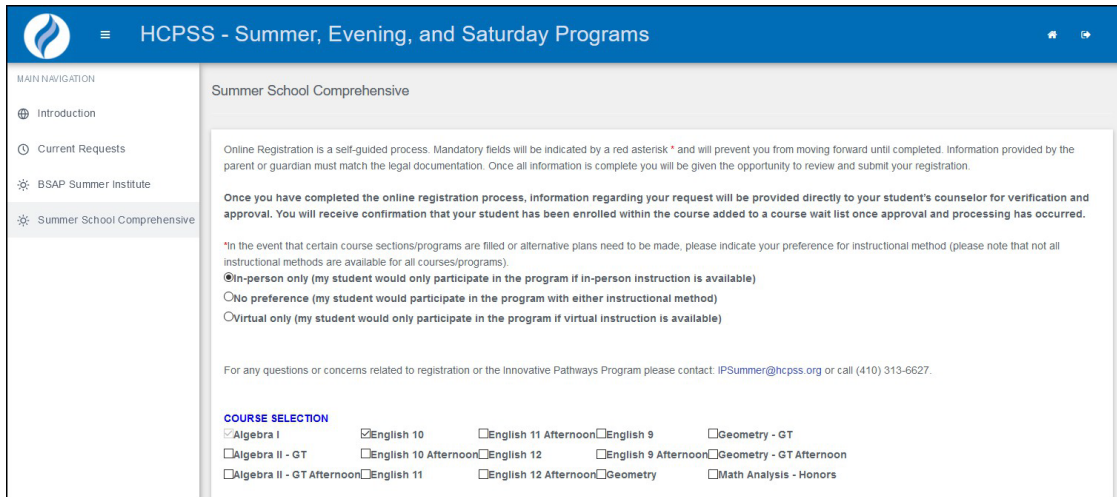 HCPSS - Summer, Evening, and Saturday Programs
MAIN NAVIGATION
Introduction
Current Requests
BSAP Summer Institute
Summer School Comprehensive
Summer School Comprehensive
Online Registration is a self-guided process. Mandatory fields will be indicated by a red asterisk * and will prevent you from moving forward until completed. Information provided by the
parent or guardian must match the legal documentation. Once all information is complete you will be given the opportunity to review and submit your registration.
Once you have completed the online registration process, information regarding your request will be provided directly to your student's counselor for verification and
approval. You will receive confirmation that your student has been enrolled within the course added to a course wait list once approval and processing has occurred.
*In the event that certain course sections/programs are filled or alternative plans need to be made, please indicate your preference for instructional method (please note that not all
instructional methods are available for all courses/programs).
In-person only (my student would only participate in the program if in-person instruction is available)
No preference (my student would participate in the program with either instructional method)
Virtual only (my student would only participate in the program if virtual instruction is available)
For any questions or concerns related to registration or the Innovative Pathways Program please contact: IPSummer@hcpss.org or call (410) 313-6627.
COURSE SELECTION
Algebra I English 10 English 11 Afternoon English 9 Geometry - GT
Algebra II - GT English 10 Afternoon English 12 English 9 Afternoon Geometry - GT Afternoon
Algebra II - GT Afternoon English 11 English 12 Afternoon Geometry Math Analysis - Honors